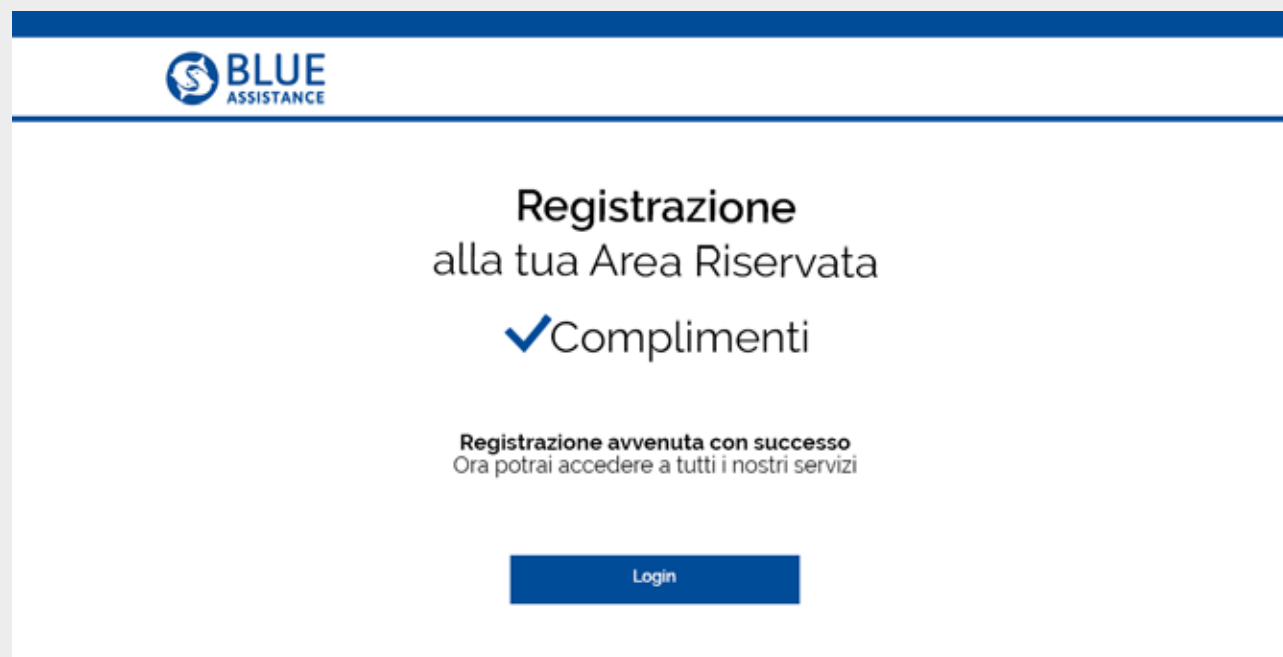 BLUE
ASSISTANCE
Registrazione
alla tua Area Riservata
Complimenti
Registrazione avvenuta con successo
Ora potrai accedere a tutti i nostri servizi
Login